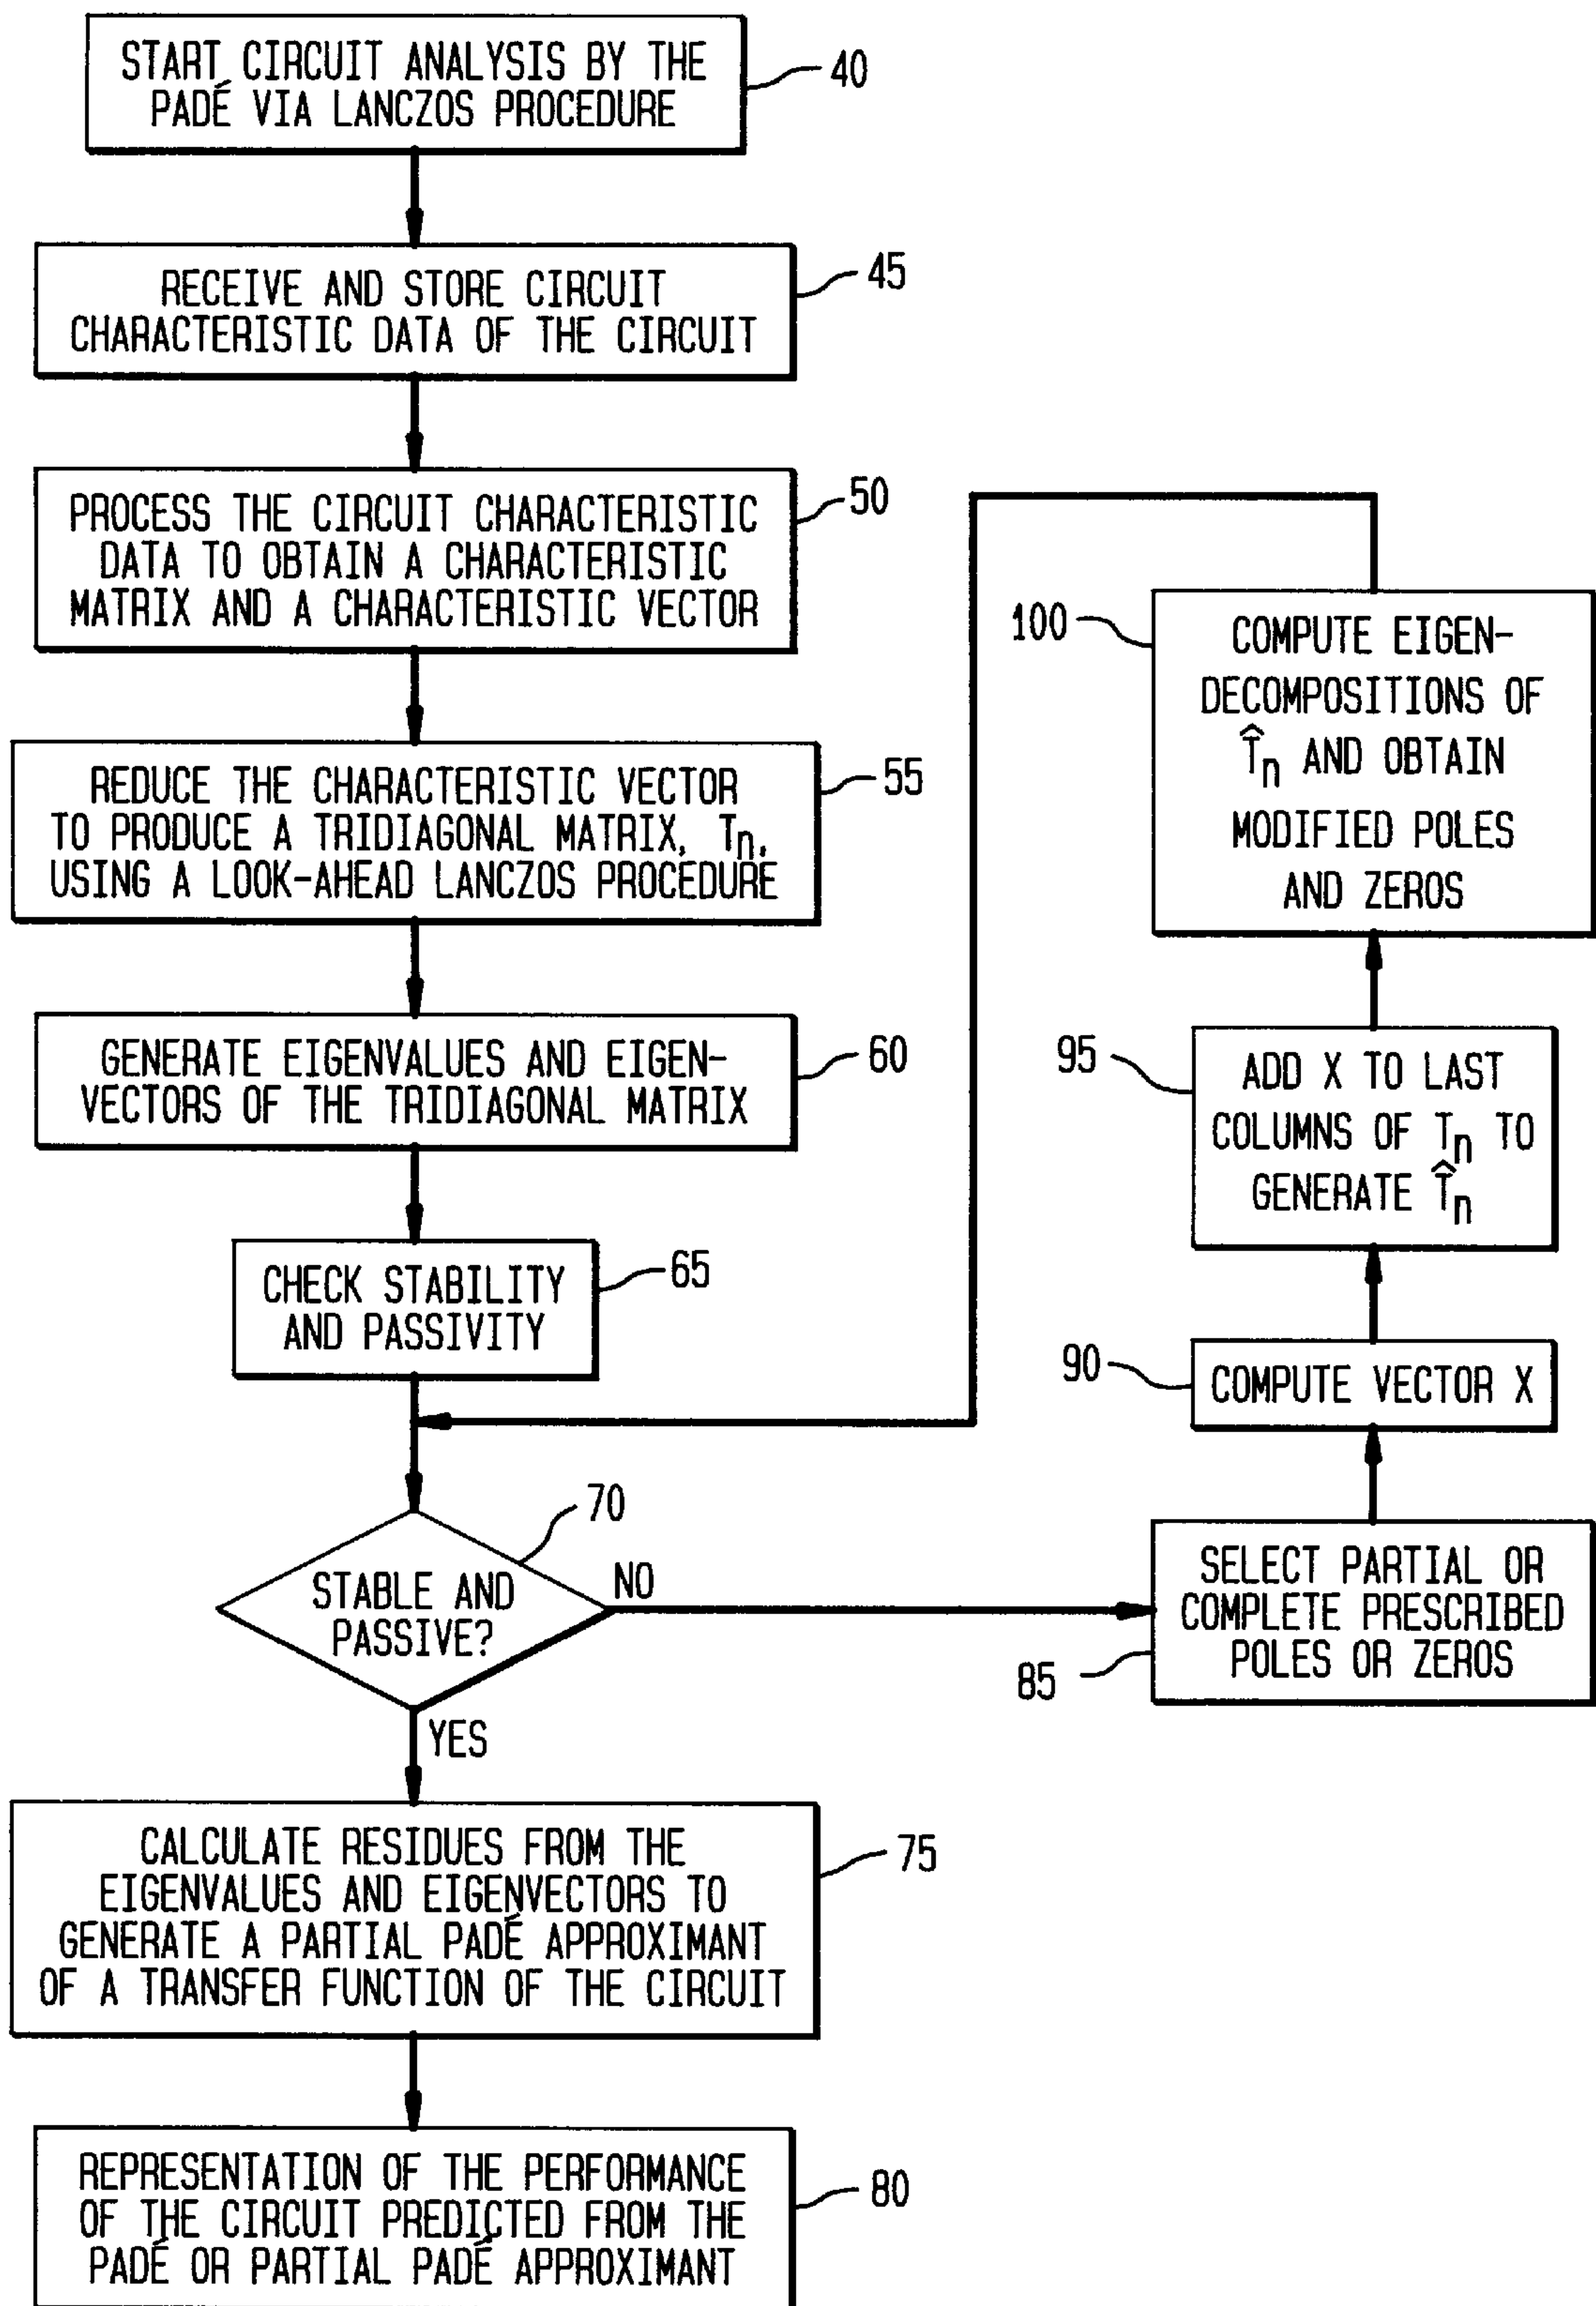 START CIRCUIT ANALYSIS BY THE
PADÉ VIA LANCZOS PROCEDURE
40
RECEIVE AND STORE CIRCUIT
CHARACTERISTIC DATA OF THE CIRCUIT
45
PROCESS THE CIRCUIT CHARACTERISTIC
DATA TO OBTAIN A CHARACTERISTIC
MATRIX AND A CHARACTERISTIC VECTOR
50
REDUCE THE CHARACTERISTIC VECTOR
TO PRODUCE A TRIDIAGONAL MATRIX, Tn,
USING A LOOK-AHEAD LANCZOS PROCEDURE
55
GENERATE EIGENVALUES AND EIGEN-
VECTORS OF THE TRIDIAGONAL MATRIX
60
CHECK STABILITY
AND PASSIVITY
65
STABLE AND
PASSIVE?
70
NO
YES
CALCULATE RESIDUES FROM THE
EIGENVALUES AND EIGENVECTORS TO
GENERATE A PARTIAL PADÉ APPROXIMANT
OF A TRANSFER FUNCTION OF THE CIRCUIT
75
REPRESENTATION OF THE PERFORMANCE
OF THE CIRCUIT PREDICTED FROM THE
PADÉ OR PARTIAL PADÉ APPROXIMANT
80
SELECT PARTIAL OR
COMPLETE PRESCRIBED
POLES OR ZEROS
85
COMPUTE VECTOR X
90
ADD X TO LAST
COLUMNS OF Tn TO
GENERATE T̂n
95
COMPUTE EIGEN-
DECOMPOSITIONS OF
T̂n AND OBTAIN
MODIFIED POLES
AND ZEROS
100